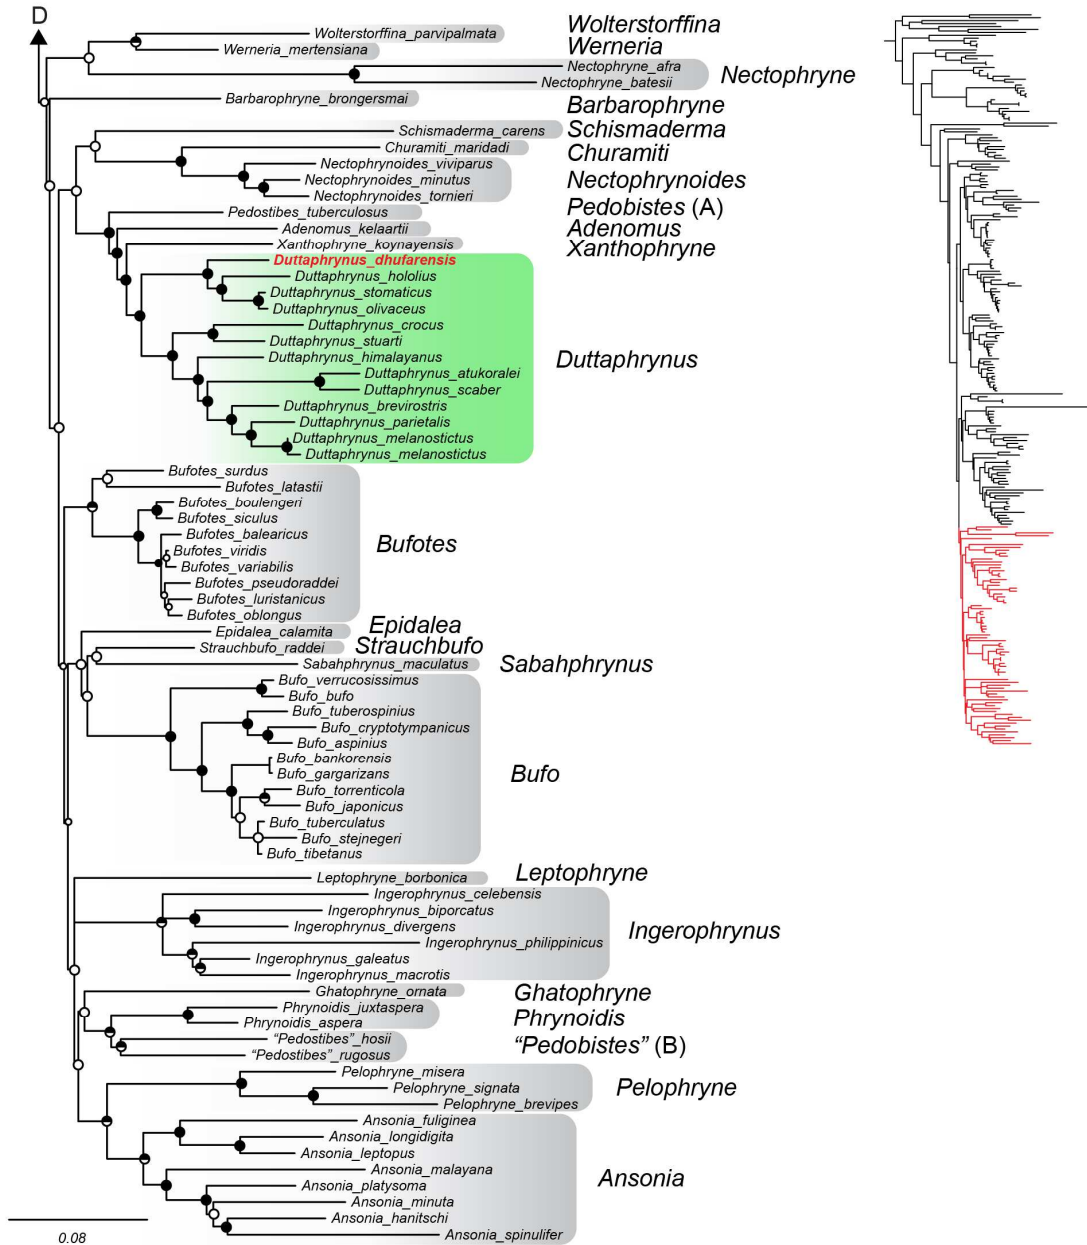 D
Wolterstorffina_parvipalmata
Wolterstorffina
Werneria_mertensiana
Werneria
Nectophryne_afra
Nectophryne_batesii
Nectophryne
Barbarophryne_brongersmai
Barbarophryne
Schismaderma_carens
Schismaderma
Churamiti_maridadi
Churamiti
Nectophrynoides_viviparus
Nectophrynoides_minutus
Nectophrynoides
Nectophrynoides_tornieri
Pedostibes_tuberculosus
Pedobistes (A)
Adenomus_kelaartii
Adenomus
Xanthophryne_koynayensis
Xanthophryne
Duttaphrynus_dhufarensis
Duttaphrynus_hololius
Duttaphrynus_stomaticus
Duttaphrynus_olivaceus
Duttaphrynus_crocus
Duttaphrynus_stuarti
Duttaphrynus_himalayanus
Duttaphrynus
Duttaphrynus_atukoralei
Duttaphrynus_scaber
Duttaphrynus_brevirostris
Duttaphrynus_parietalis
Duttaphrynus_melanostictus
Duttaphrynus_melanostictus
Bufotes_surdus
Bufotes_latastii
Bufotes_boulengeri
Bufotes_siculus
Bufotes_balearicus
Bufotes
Bufotes_viridis
Bufotes_variabilis
Bufotes_pseudoraddei
Bufotes_luristanicus
Bufotes_oblongus
Epidalea_calamita
Epidalea
Strauchbufo_raddei
Strauchbufo
Sabahphrynus_maculatus
Sabahphrynus
Bufo_verrucosissimus
Bufo_bufo
Bufo_tuberospinius
Bufo_cryptotympanicus
Bufo_aspinius
Bufo_bankorensis
Bufo_gargarizans
Bufo
Bufo_torrenticola
Bufo_japonicus
Bufo_tuberculatus
Bufo_stejnegeri
Bufo_tibetanus
Leptophryne_borbonica
Leptophryne
Ingerophrynus_celebensis
Ingerophrynus_biporcatus
Ingerophrynus_divergens
Ingerophrynus
Ingerophrynus_philippinicus
Ingerophrynus_galeatus
Ingerophrynus_macrotis
Ghatophryne_ornata
Ghatophryne
Phrynoidis_juxtaspera
Phrynoidis_aspera
Phrynoidis
“Pedostibes”_hosii
“Pedobistes” (B)
“Pedostibes”_rugosus
Pelophryne_misera
Pelophryne_signata
Pelophryne
Pelophryne_brevipes
Ansonia_fuliginea
Ansonia_longidigita
Ansonia_leptopus
Ansonia_malayana
Ansonia
Ansonia_platysoma
Ansonia_minuta
Ansonia_hanitschi
Ansonia_spinulifer
0.08